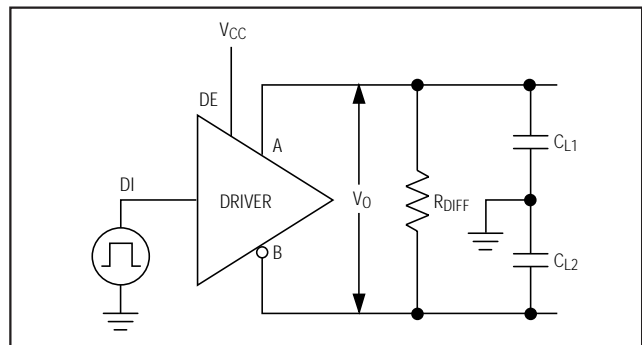 VCC
DE
A
DI
DRIVER
VO
RDIFF
CL1
B
CL2